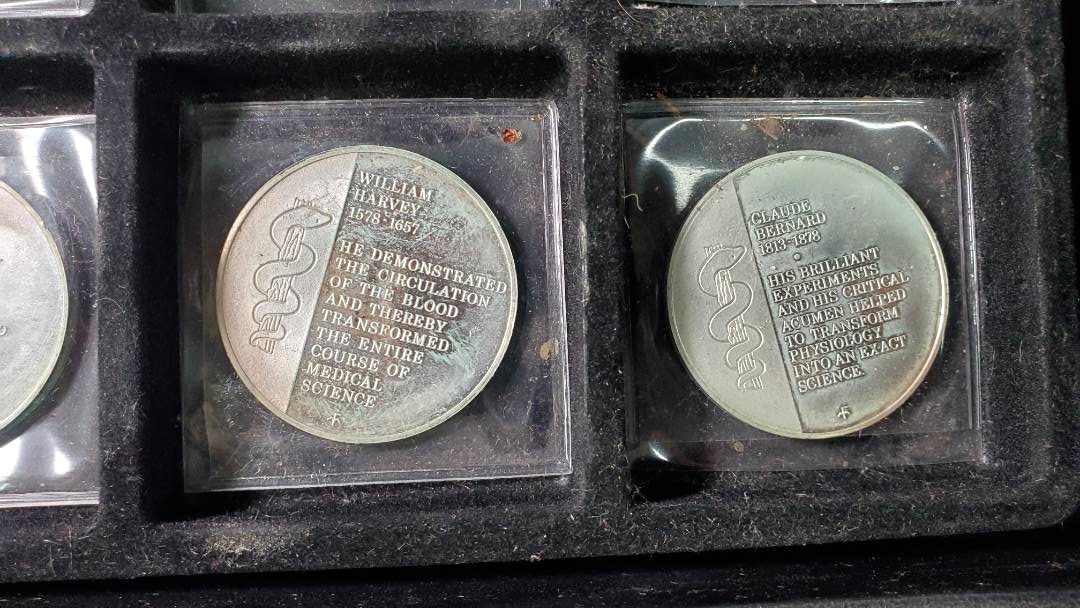 WILLIAM
HARVEY
1578-1657
HE DEMONSTRATED
THE CIRCULATION
OF THE BLOOD
AND THEREBY
TRANSFORMED
THE ENTIRE
COURSE OF
MEDICAL
SCIENCE
CLAUDE
BERNARD
1813-1878
HIS BRILLIANT
EXPERIMENTS
AND HIS CRITICAL
ACUMEN HELPED
TO TRANSFORM
PHYSIOLOGY
INTO AN EXACT
SCIENCE.